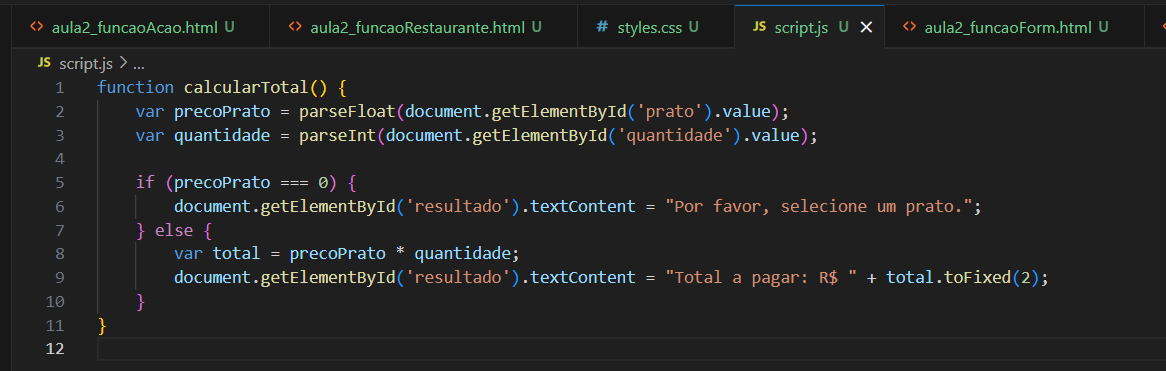 <> aula2_funcaoAcao.html U <> aula2_funcaoRestaurante.html U # styles.css U JS script.js U × <> aula2_funcaoForm.html U
JS script.js > ...
1 function calcularTotal() {
2 var precoPrato = parseFloat(document.getElementById('prato').value);
3 var quantidade = parseInt(document.getElementById('quantidade').value);
4
5 if (precoPrato === 0) {
6 document.getElementById('resultado').textContent = "Por favor, selecione um prato.";
7 } else {
8 var total = precoPrato * quantidade;
9 document.getElementById('resultado').textContent = "Total a pagar: R$ " + total.toFixed(2);
10 }
11 }
12